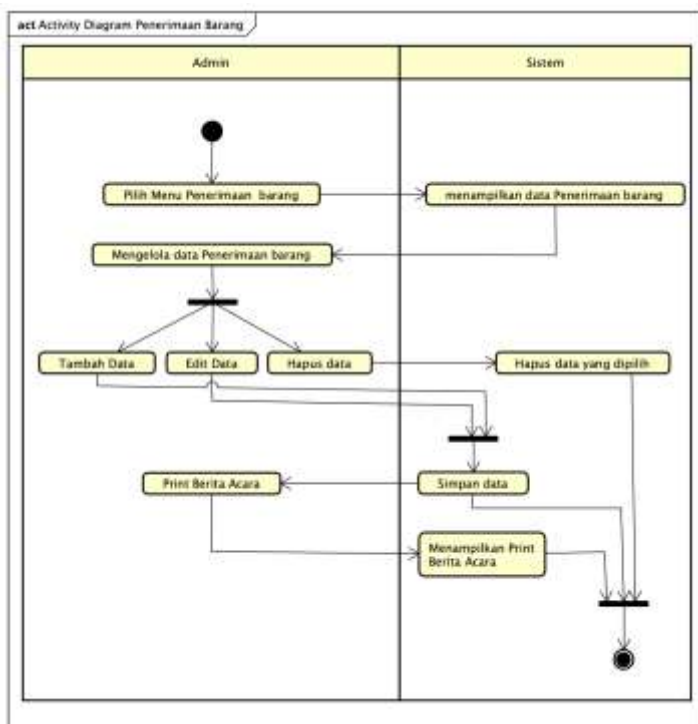 act Activity Diagram Penerimaan Barang
Admin
Sistem
Pilih Menu Penerimaan barang
menampilkan data Penerimaan barang
Mengelola data Penerimaan barang
Tambah Data
Edit Data
Hapus data
Hapus data yang dipilih
Print Berita Acara
Simpan data
Menampilkan Print
Berita Acara